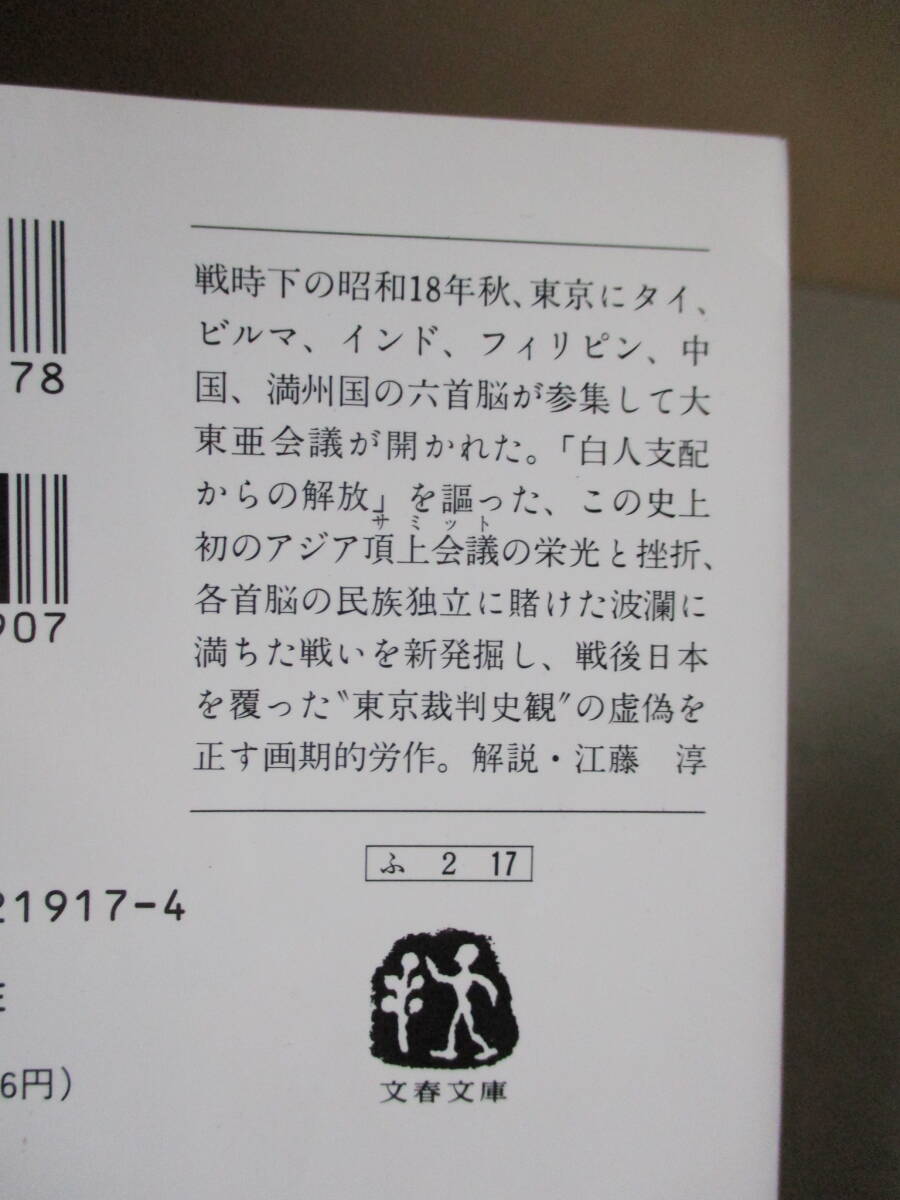 戦時下の昭和18年秋、東京にタイ、
ビルマ、インド、フィリピン、中
国、満州国の六首脳が参集して大
東亜会議が開かれた。「白人支配
からの解放」を謳った、この史上
サミット
初のアジア頂上会議の栄光と挫折、
各首脳の民族独立に賭けた波瀾に
満ちた戦いを新発掘し、戦後日本
を覆った〝東京裁判史観〟の虚偽を
正す画期的労作。解説・江藤　淳
78
907
21917-4
6円)
ふ 2 17
文春文庫